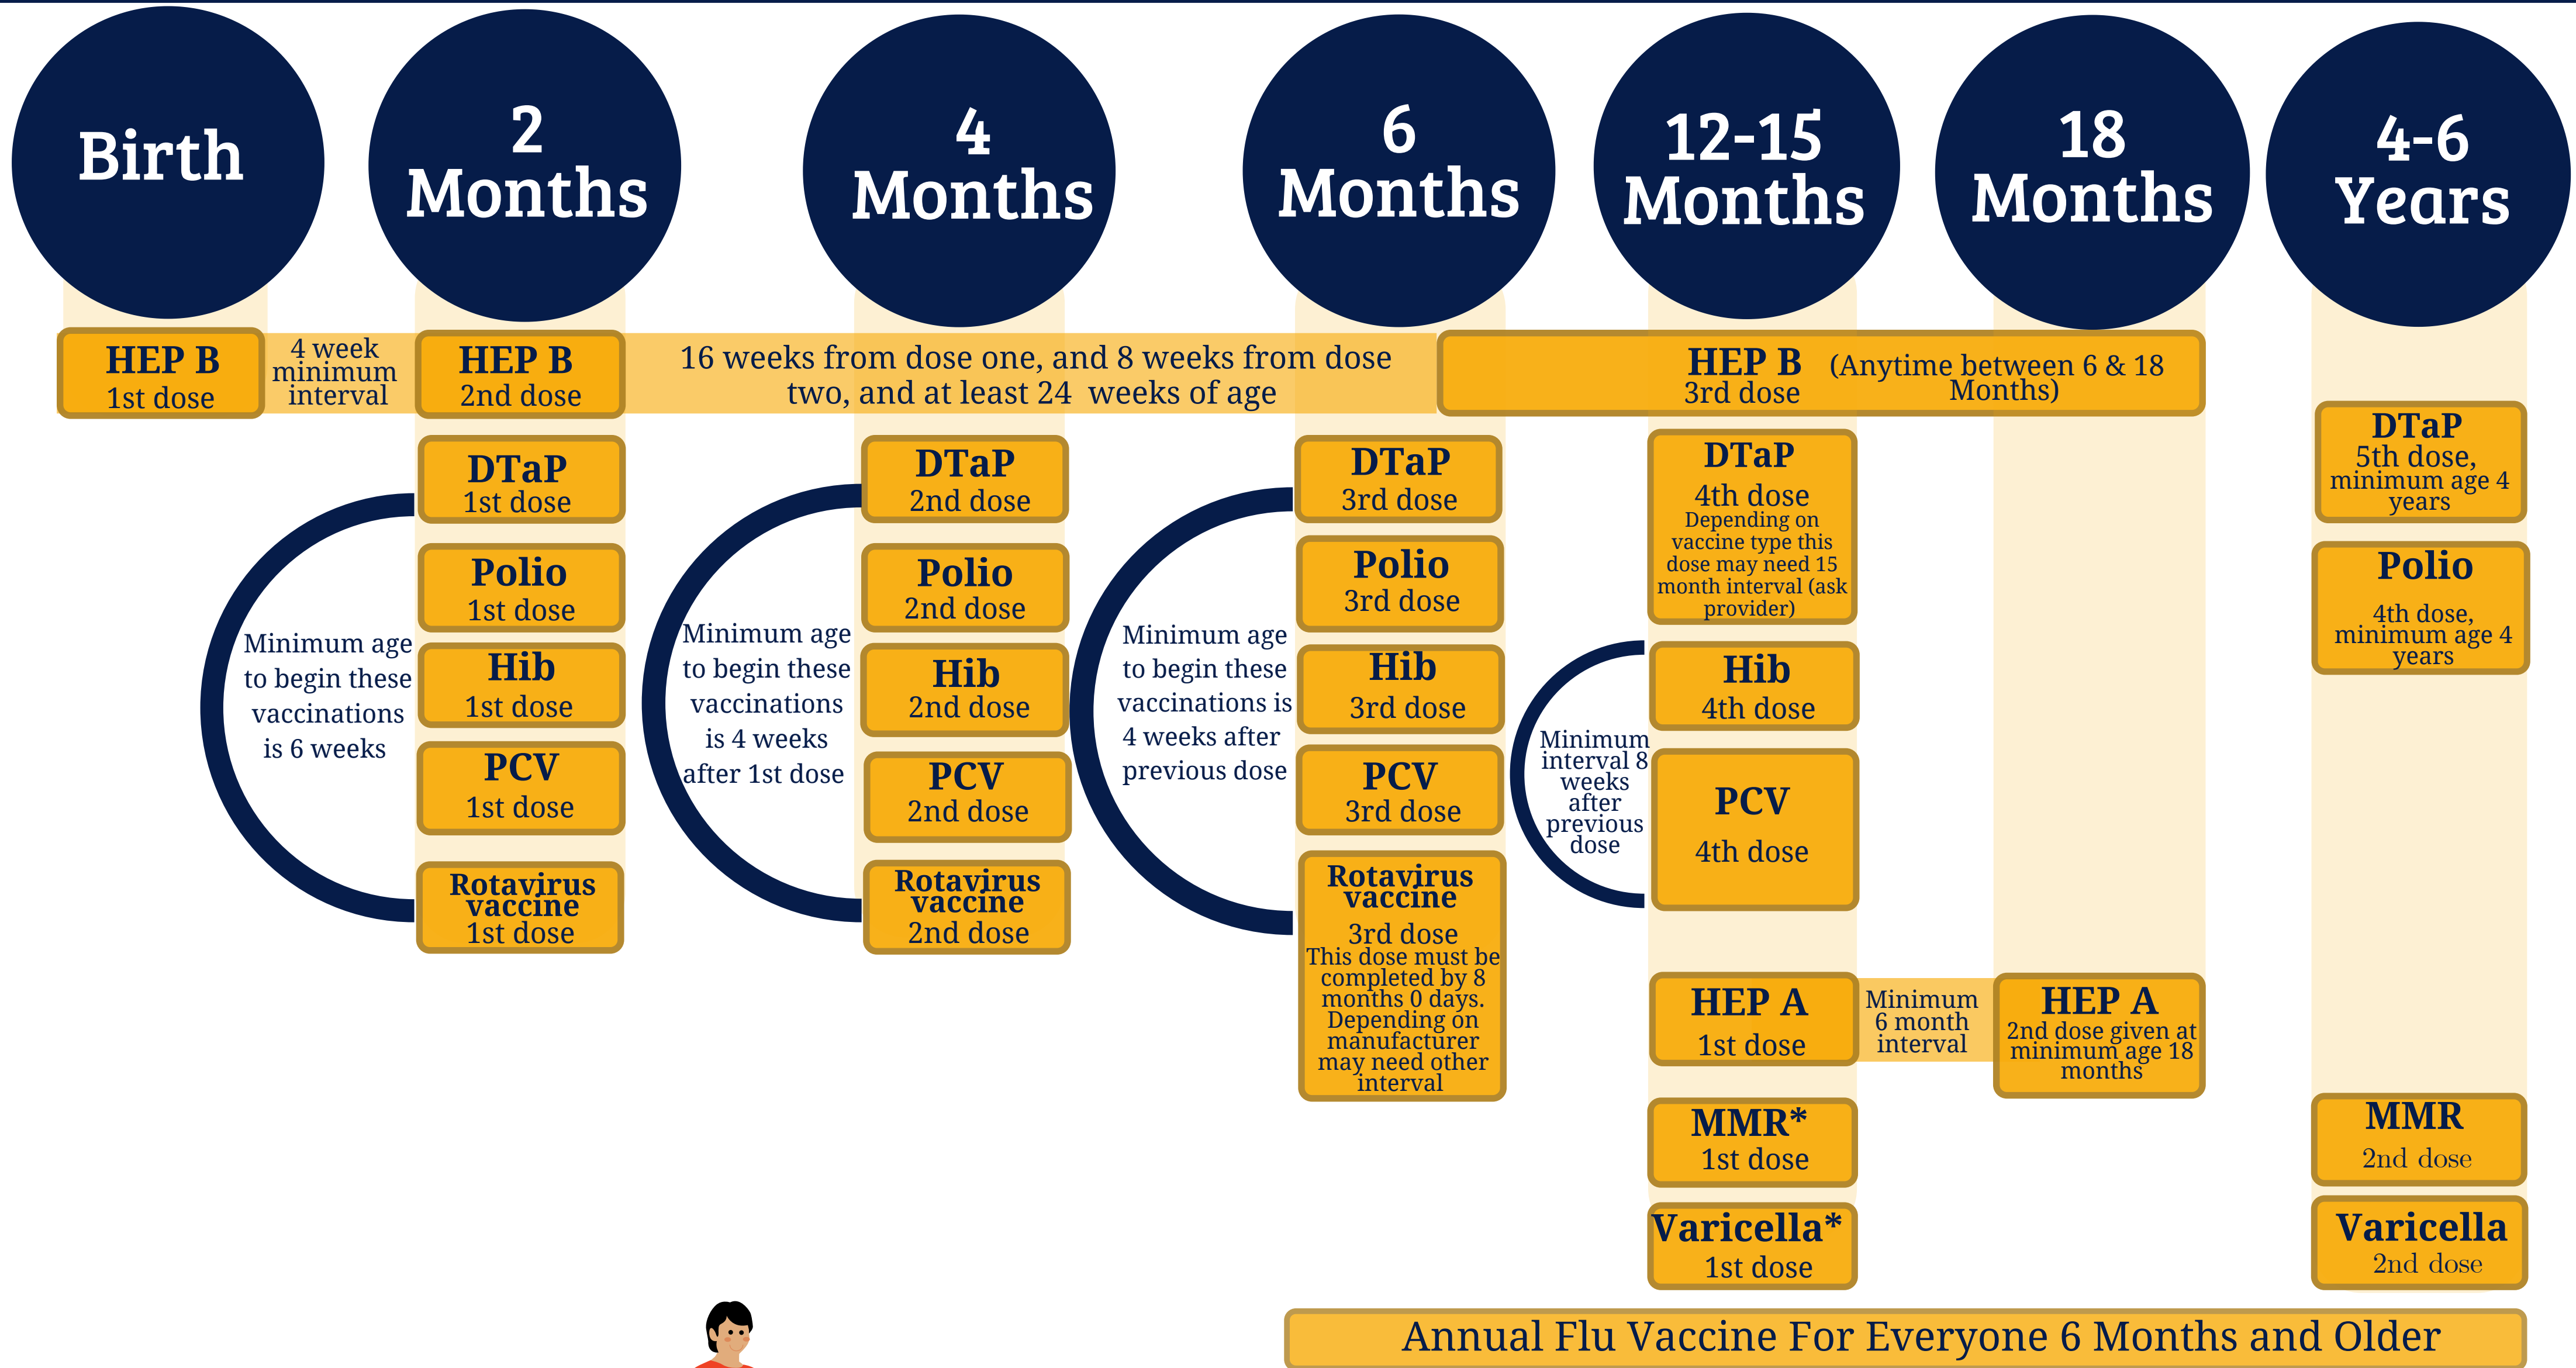 Birth
2
Months
4
Months
6
Months
12-15
Months
18
Months
4-6
Years
HEP B
1st dose
4 week
minimum
interval
HEP B
2nd dose
16 weeks from dose one, and 8 weeks from dose
two, and at least 24 weeks of age
HEP B
3rd dose
(Anytime between 6 & 18
Months)
Minimum age
to begin these
vaccinations
is 6 weeks
DTaP
1st dose
Polio
1st dose
Hib
1st dose
PCV
1st dose
Rotavirus
vaccine
1st dose
Minimum age
to begin these
vaccinations
is 4 weeks
after 1st dose
DTaP
2nd dose
Polio
2nd dose
Hib
2nd dose
PCV
2nd dose
Rotavirus
vaccine
2nd dose
Minimum age
to begin these
vaccinations is
4 weeks after
previous dose
DTaP
3rd dose
Polio
3rd dose
Hib
3rd dose
PCV
3rd dose
Rotavirus
vaccine
3rd dose
This dose must be
completed by 8
months 0 days.
Depending on
manufacturer
may need other
interval
DTaP
4th dose
Depending on
vaccine type this
dose may need 15
month interval (ask
provider)
Minimum
interval 8
weeks
after
previous
dose
Hib
4th dose
PCV
4th dose
HEP A
1st dose
Minimum
6 month
interval
HEP A
2nd dose given at
minimum age 18
months
MMR*
1st dose
Varicella*
1st dose
DTaP
5th dose,
minimum age 4
years
Polio
4th dose,
minimum age 4
years
MMR
2nd dose
Varicella
2nd dose
Annual Flu Vaccine For Everyone 6 Months and Older